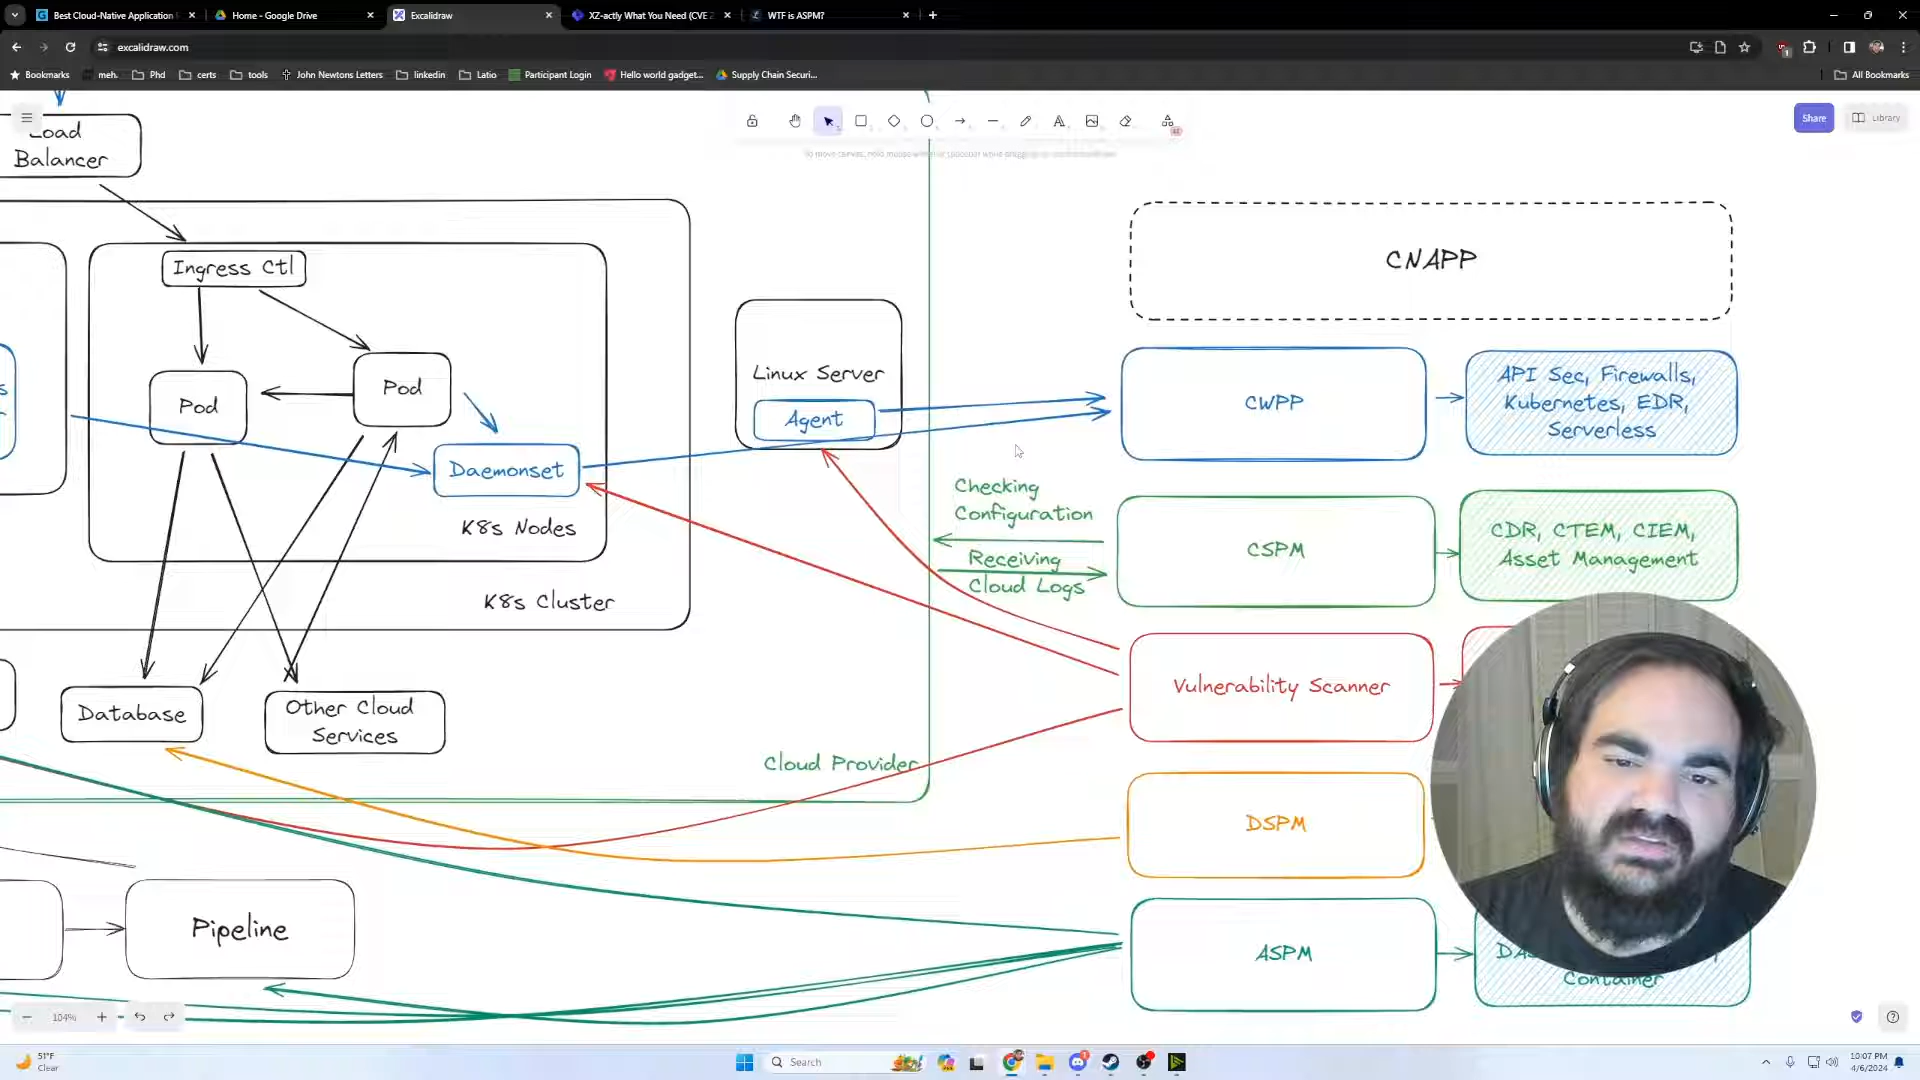 Best Cloud-Native Application
Home - Google Drive
Excalidraw
XZ-actly What You Need (CVE
WTF is ASPM?
excalidraw.com
Bookmarks
meh.
Phd
certs
tools
John Newtons Letters
linkedin
Latio
Participant Login
Hello world gadget...
Supply Chain Securi...
All Bookmarks
Share
Library
Load
Balancer
CNAPP
Ingress Ctl
Pod
Pod
Linux Server
Agent
CWPP
API Sec, Firewalls,
Kubernetes, EDR,
Serverless
Daemonset
K8s Nodes
K8s Cluster
Checking
Configuration
Receiving
Cloud Logs
CSPM
CDR, CTEM, CIEM,
Asset Management
Vulnerability Scanner
Database
Other Cloud
Services
Cloud Provider
DSPM
Pipeline
ASPM
Container
104%
51°F
Clear
Search
10:07 PM
4/6/2024